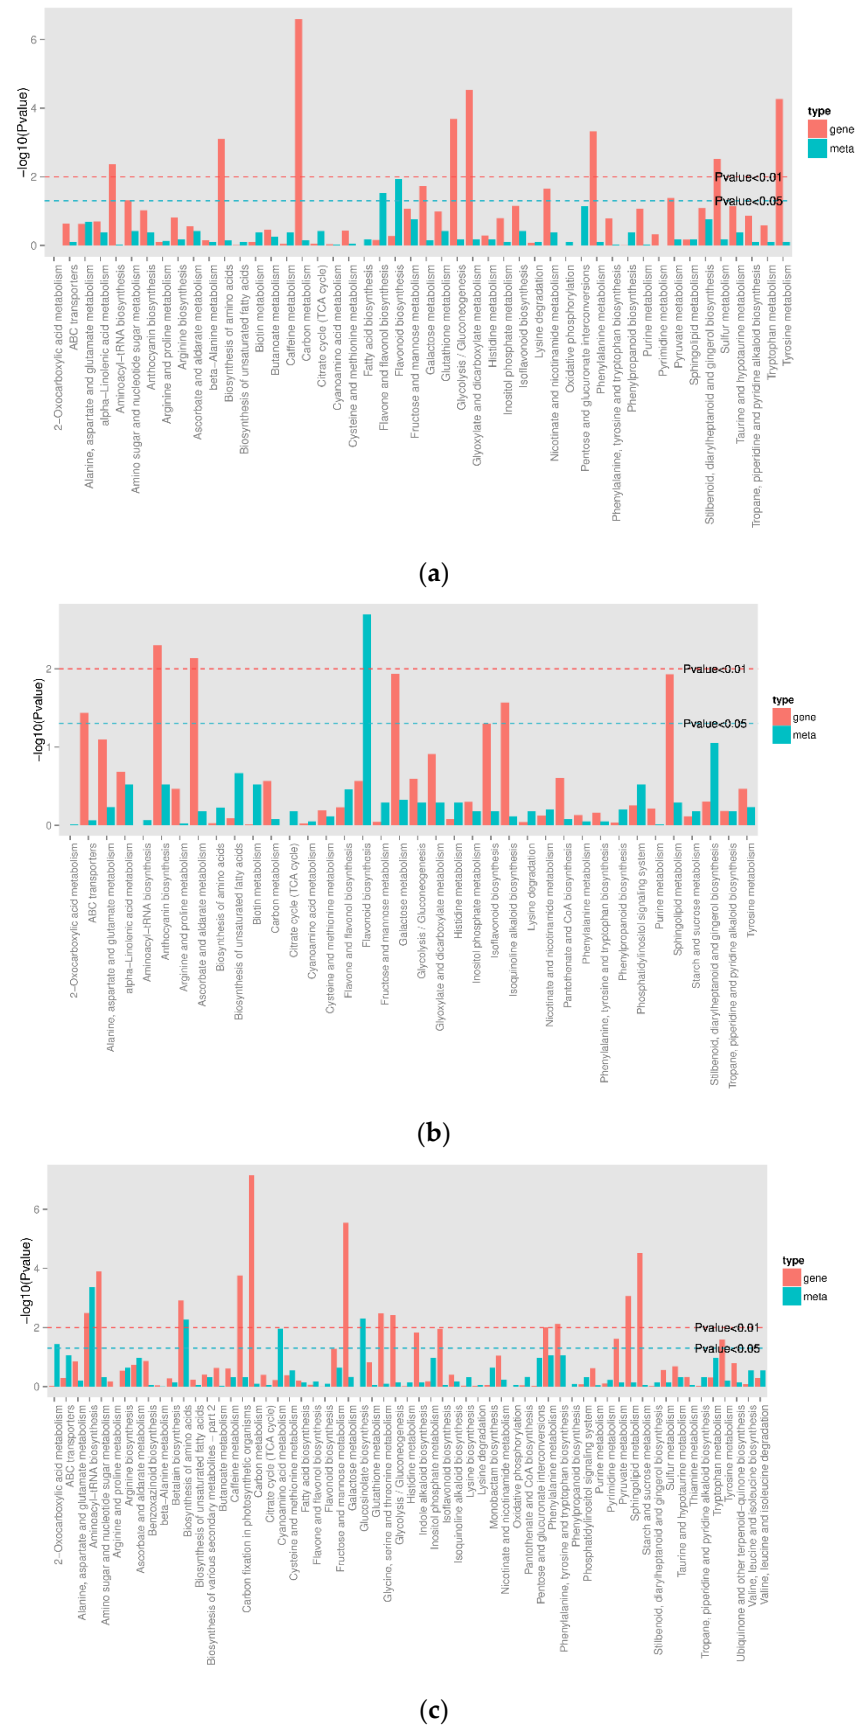 6
4
2
0
−log10(Pvalue)
Pvalue<0.01
Pvalue<0.05
type
gene
meta
2−Oxocarboxylic acid metabolism
ABC transporters
Alanine, aspartate and glutamate metabolism
alpha−Linolenic acid metabolism
Aminoacyl−tRNA biosynthesis
Amino sugar and nucleotide sugar metabolism
Anthocyanin biosynthesis
Arginine and proline metabolism
Arginine biosynthesis
Ascorbate and aldarate metabolism
beta−Alanine metabolism
Biosynthesis of amino acids
Biosynthesis of unsaturated fatty acids
Biotin metabolism
Butanoate metabolism
Caffeine metabolism
Carbon metabolism
Citrate cycle (TCA cycle)
Cyanoamino acid metabolism
Cysteine and methionine metabolism
Fatty acid biosynthesis
Flavone and flavonol biosynthesis
Flavonoid biosynthesis
Fructose and mannose metabolism
Galactose metabolism
Glutathione metabolism
Glycolysis / Gluconeogenesis
Glyoxylate and dicarboxylate metabolism
Histidine metabolism
Inositol phosphate metabolism
Isoflavonoid biosynthesis
Lysine degradation
Nicotinate and nicotinamide metabolism
Oxidative phosphorylation
Pentose and glucuronate interconversions
Phenylalanine metabolism
Phenylalanine, tyrosine and tryptophan biosynthesis
Phenylpropanoid biosynthesis
Purine metabolism
Pyrimidine metabolism
Pyruvate metabolism
Sphingolipid metabolism
Stilbenoid, diarylheptanoid and gingerol biosynthesis
Sulfur metabolism
Taurine and hypotaurine metabolism
Tropane, piperidine and pyridine alkaloid biosynthesis
Tryptophan metabolism
Tyrosine metabolism
(a)
2
1
0
−log10(Pvalue)
Pvalue<0.01
Pvalue<0.05
type
gene
meta
2−Oxocarboxylic acid metabolism
ABC transporters
Alanine, aspartate and glutamate metabolism
alpha−Linolenic acid metabolism
Aminoacyl−tRNA biosynthesis
Anthocyanin biosynthesis
Arginine and proline metabolism
Ascorbate and aldarate metabolism
Biosynthesis of amino acids
Biosynthesis of unsaturated fatty acids
Biotin metabolism
Carbon metabolism
Citrate cycle (TCA cycle)
Cyanoamino acid metabolism
Cysteine and methionine metabolism
Flavone and flavonol biosynthesis
Flavonoid biosynthesis
Fructose and mannose metabolism
Galactose metabolism
Glycolysis / Gluconeogenesis
Glyoxylate and dicarboxylate metabolism
Histidine metabolism
Inositol phosphate metabolism
Isoflavonoid biosynthesis
Isoquinoline alkaloid biosynthesis
Lysine degradation
Nicotinate and nicotinamide metabolism
Pantothenate and CoA biosynthesis
Phenylalanine metabolism
Phenylalanine, tyrosine and tryptophan biosynthesis
Phenylpropanoid biosynthesis
Phosphatidylinositol signaling system
Purine metabolism
Sphingolipid metabolism
Starch and sucrose metabolism
Stilbenoid, diarylheptanoid and gingerol biosynthesis
Tropane, piperidine and pyridine alkaloid biosynthesis
Tyrosine metabolism
(b)
6
4
2
0
−log10(Pvalue)
Pvalue<0.01
Pvalue<0.05
type
gene
meta
2−Oxocarboxylic acid metabolism
ABC transporters
Alanine, aspartate and glutamate metabolism
Aminoacyl−tRNA biosynthesis
Amino sugar and nucleotide sugar metabolism
Arginine and proline metabolism
Arginine biosynthesis
Ascorbate and aldarate metabolism
Benzoxazinoid biosynthesis
beta−Alanine metabolism
Betalain biosynthesis
Biosynthesis of amino acids
Biosynthesis of unsaturated fatty acids
Biosynthesis of various secondary metabolites − part 2
Butanoate metabolism
Caffeine metabolism
Carbon fixation in photosynthetic organisms
Carbon metabolism
Citrate cycle (TCA cycle)
Cyanoamino acid metabolism
Cysteine and methionine metabolism
Fatty acid biosynthesis
Flavone and flavonol biosynthesis
Flavonoid biosynthesis
Fructose and mannose metabolism
Galactose metabolism
Glucosinolate biosynthesis
Glutathione metabolism
Glycine, serine and threonine metabolism
Glycolysis / Gluconeogenesis
Histidine metabolism
Indole alkaloid biosynthesis
Inositol phosphate metabolism
Isoflavonoid biosynthesis
Isoquinoline alkaloid biosynthesis
Lysine biosynthesis
Lysine degradation
Monobactam biosynthesis
Nicotinate and nicotinamide metabolism
Oxidative phosphorylation
Pantothenate and CoA biosynthesis
Pentose and glucuronate interconversions
Phenylalanine metabolism
Phenylalanine, tyrosine and tryptophan biosynthesis
Phenylpropanoid biosynthesis
Phosphatidylinositol signaling system
Purine metabolism
Pyrimidine metabolism
Pyruvate metabolism
Sphingolipid metabolism
Starch and sucrose metabolism
Stilbenoid, diarylheptanoid and gingerol biosynthesis
Sulfur metabolism
Taurine and hypotaurine metabolism
Thiamine metabolism
Tropane, piperidine and pyridine alkaloid biosynthesis
Tryptophan metabolism
Tyrosine metabolism
Ubiquinone and other terpenoid−quinone biosynthesis
Valine, leucine and isoleucine biosynthesis
Valine, leucine and isoleucine degradation
(c)